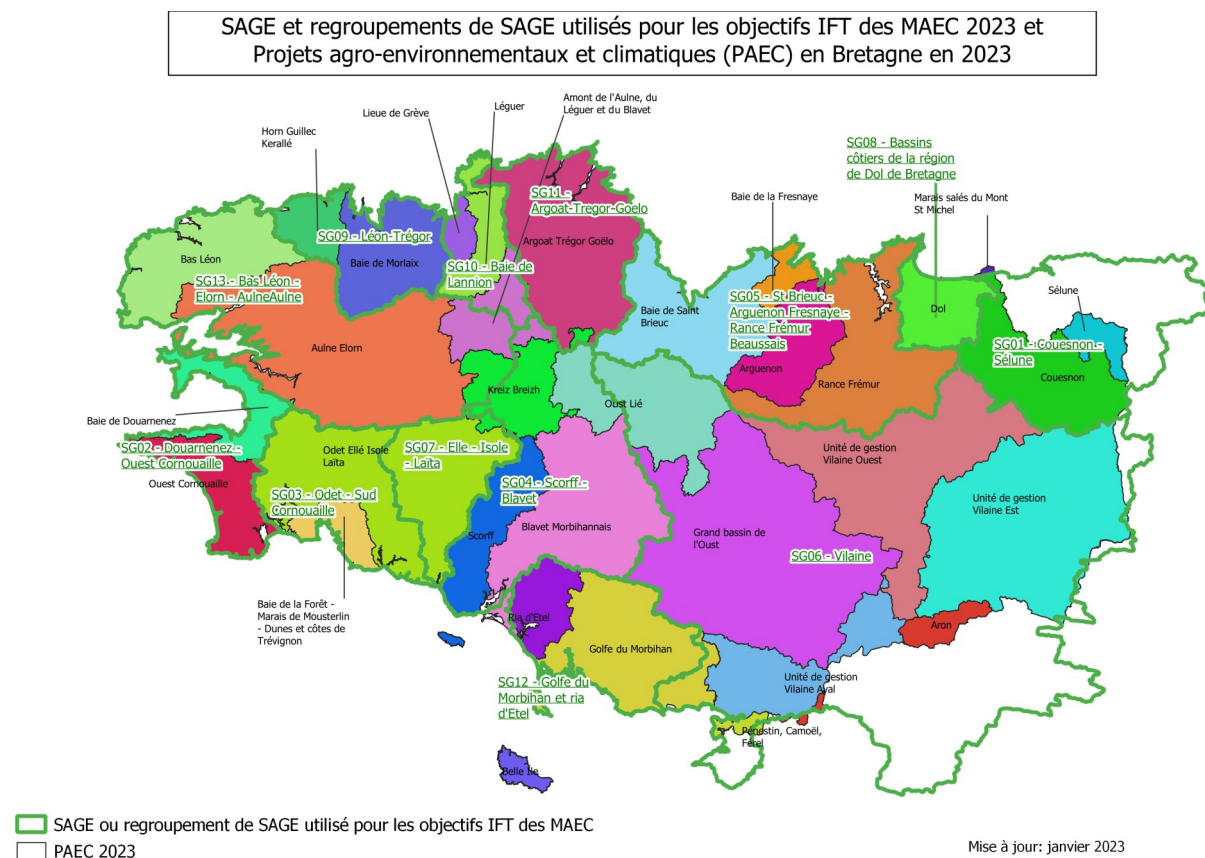 SAGE et regroupements de SAGE utilisés pour les objectifs IFT des MAEC 2023 et
Projets agro-environnementaux et climatiques (PAEC) en Bretagne en 2023
Amont de l'Aulne, du
Léguer et du Blavet
Léguer
Lieue de Grève
Horn Guillec
Kerallé
SG08 - Bassins
côtiers de la région
de Dol de Bretagne
Baie de la Fresnaye
Marais salés du Mont
St Michel
SG11 -
Argoat-Tregor-Goelo
Argoat Trégor Goëlo
SG09 - Léon-Trégor
Baie de Morlaix
Bas Léon
SG10 - Baie de
Lannion
SG13 - Bas Léon -
Elorn - AulneAulne
Sélune
SG05 - St Brieuc -
Arguenon Fresnaye -
Rance Frémur
Beaussais
Baie de Saint
Brieuc
Dol
SG01 - Couesnon -
Sélune
Couesnon
Aulne Elorn
Arguenon
Rance Frémur
Kreiz Breizh
Oust Lié
Baie de Douarnenez
SG02 - Douarnenez -
Ouest Cornouaille
Ouest Cornouaille
Odet Ellé Isole
Laïta
SG07 - Elle - Isole
- Laïta
Unité de gestion
Vilaine Ouest
SG03 - Odet - Sud
Cornouaille
SG04 - Scorff -
Blavet
Unité de gestion
Vilaine Est
Blavet Morbihannais
Scorff
Grand bassin de
l'Oust
SG06 - Vilaine
Baie de la Forêt -
Marais de Mousterlin
- Dunes et côtes de
Trévignon
Ria d'Etel
Aron
Golfe du Morbihan
SG12 - Golfe du
Morbihan et ria
d'Etel
Unité de gestion
Vilaine Aval
Pénestin, Camoël,
Férel
Belle Ile
SAGE ou regroupement de SAGE utilisé pour les objectifs IFT des MAEC
PAEC 2023
Mise à jour: janvier 2023